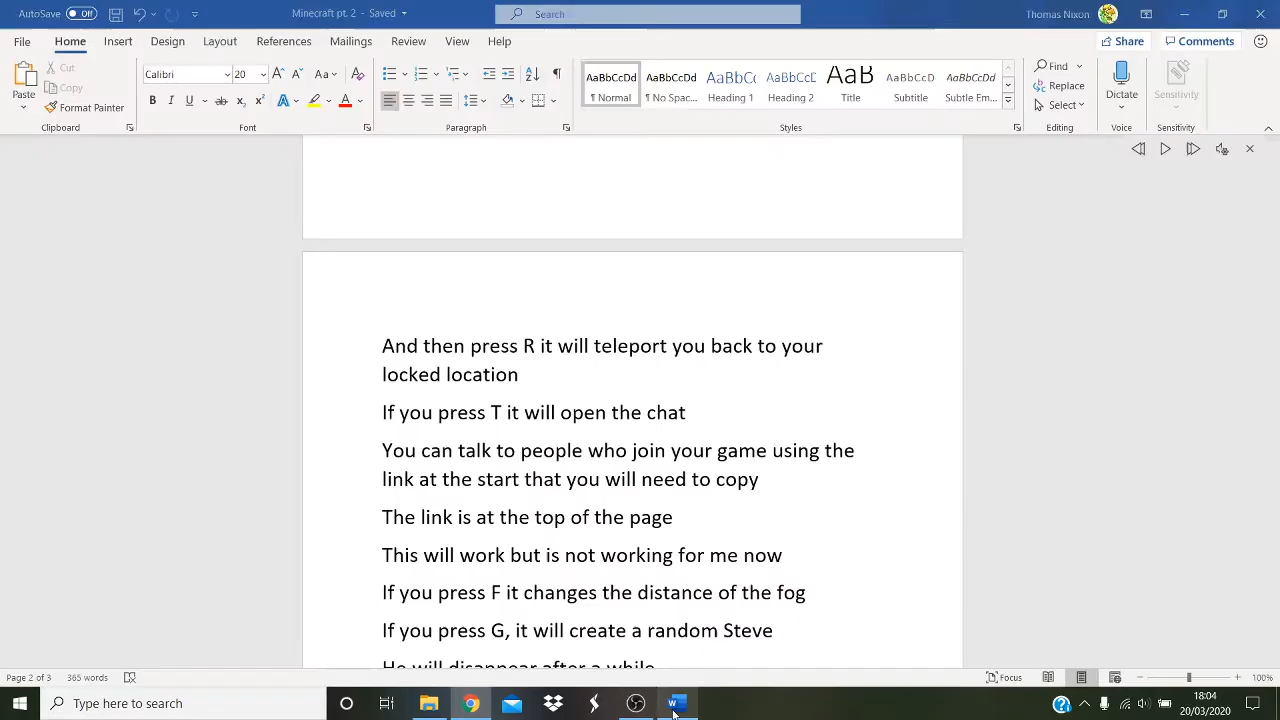 AutoSave Off Minecraft pt. 2 - Saved Search Thomas Nixon
File Home Insert Design Layout References Mailings Review View Help Share Comments
Paste Cut Copy Format Painter
Calibri 20
AaBbCcDd AaBbCcDd AaBbC( AaBbCcE AaB AaBbCcD AaBbCcDd
¶ Normal ¶ No Spac... Heading 1 Heading 2 Title Subtitle Subtle Em...
Find Replace Select Dictate Sensitivity
Clipboard Font Paragraph Styles Editing Voice Sensitivity
And then press R it will teleport you back to your
locked location
If you press T it will open the chat
You can talk to people who join your game using the
link at the start that you will need to copy
The link is at the top of the page
This will work but is not working for me now
If you press F it changes the distance of the fog
If you press G, it will create a random Steve
He will disappear after a while
Page 2 of 3 365 words Focus 100%
Type here to search 18:04
20/03/2020